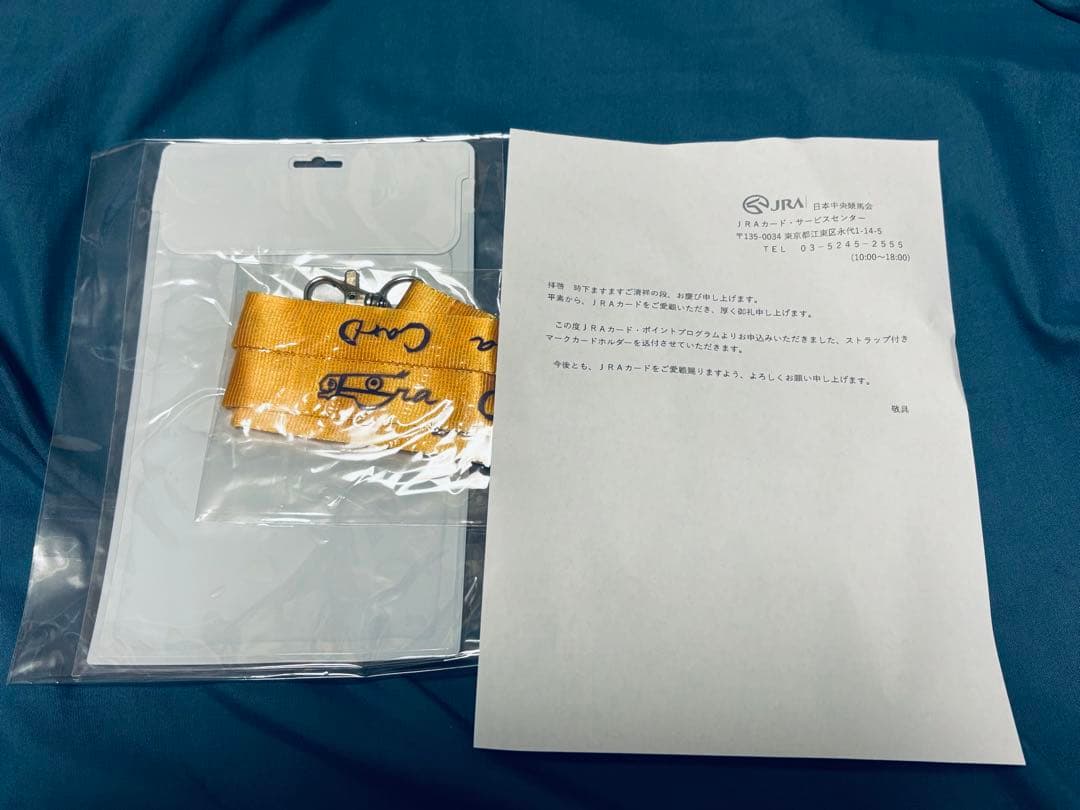 CarD
a
Jra
C
JRA 日本中央競馬会
JRAカード・サービスセンター
〒135-0034 東京都江東区永代1-14-5
TEL 03-5245-2555
(10:00~18:00)
拝啓 時下ますますご清祥の段、お慶び申し上げます。
平素から、JRAカードをご愛顧いただき、厚く御礼申し上げます。
この度JRAカード・ポイントプログラムよりお申込みいただきました、ストラップ付き
マークカードホルダーを送付させていただきます。
今後とも、JRAカードをご愛顧賜りますよう、よろしくお願い申し上げます。
敬具